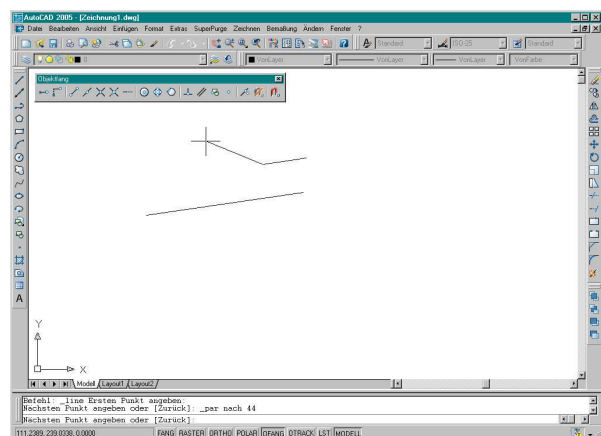 AutoCAD 2005 - [Zeichnung1.dwg]
Datei Bearbeiten Ansicht Einfügen Format Extras SuperPurge Zeichnen Bemaßung Ändern Fenster ?
Standard ISO-25 Standard
0 VonLayer VonLayer VonLayer VonFarbe
Objektfang
A
Y
X
Modell Layout1 Layout2
Befehl: _line Ersten Punkt angeben:
Nächsten Punkt angeben oder [Zurück]: _par nach 44
Nächsten Punkt angeben oder [Zurück]:
111.2389, 239.0338, 0.0000 FANG RASTER ORTHO POLAR OFANG OTRACK LST MODELL